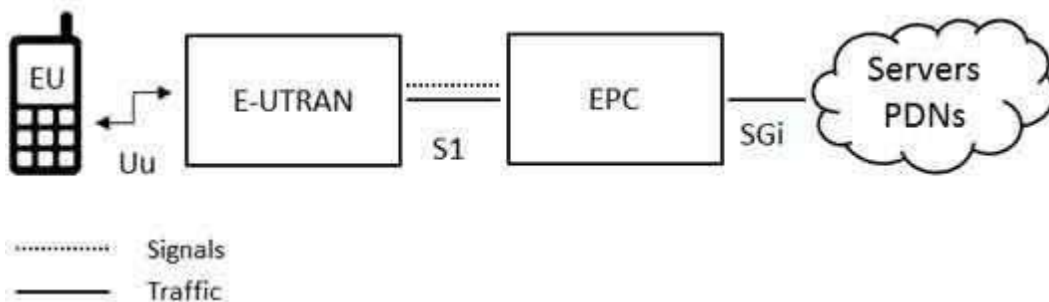 EU
Uu
E-UTRAN
S1
EPC
SGi
Servers
PDNs
Signals
Traffic